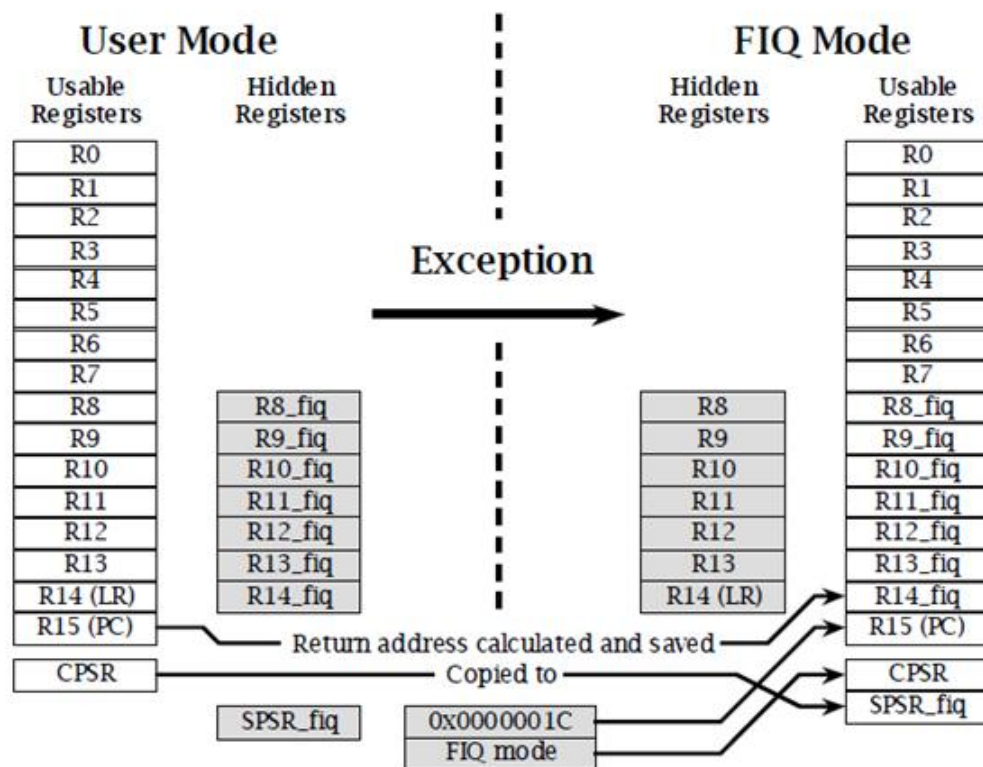 User Mode
FIQ Mode
Usable Registers
Hidden Registers
Hidden Registers
Usable Registers
R0
R1
R2
R3
R4
R5
R6
R7
R8
R9
R10
R11
R12
R13
R14 (LR)
R15 (PC)
CPSR
R8_fiq
R9_fiq
R10_fiq
R11_fiq
R12_fiq
R13_fiq
R14_fiq
SPSR_fiq
Exception
Return address calculated and saved
Copied to
0x0000001C
FIQ mode
R8
R9
R10
R11
R12
R13
R14 (LR)
R0
R1
R2
R3
R4
R5
R6
R7
R8_fiq
R9_fiq
R10_fiq
R11_fiq
R12_fiq
R13_fiq
R14_fiq
R15 (PC)
CPSR
SPSR_fiq